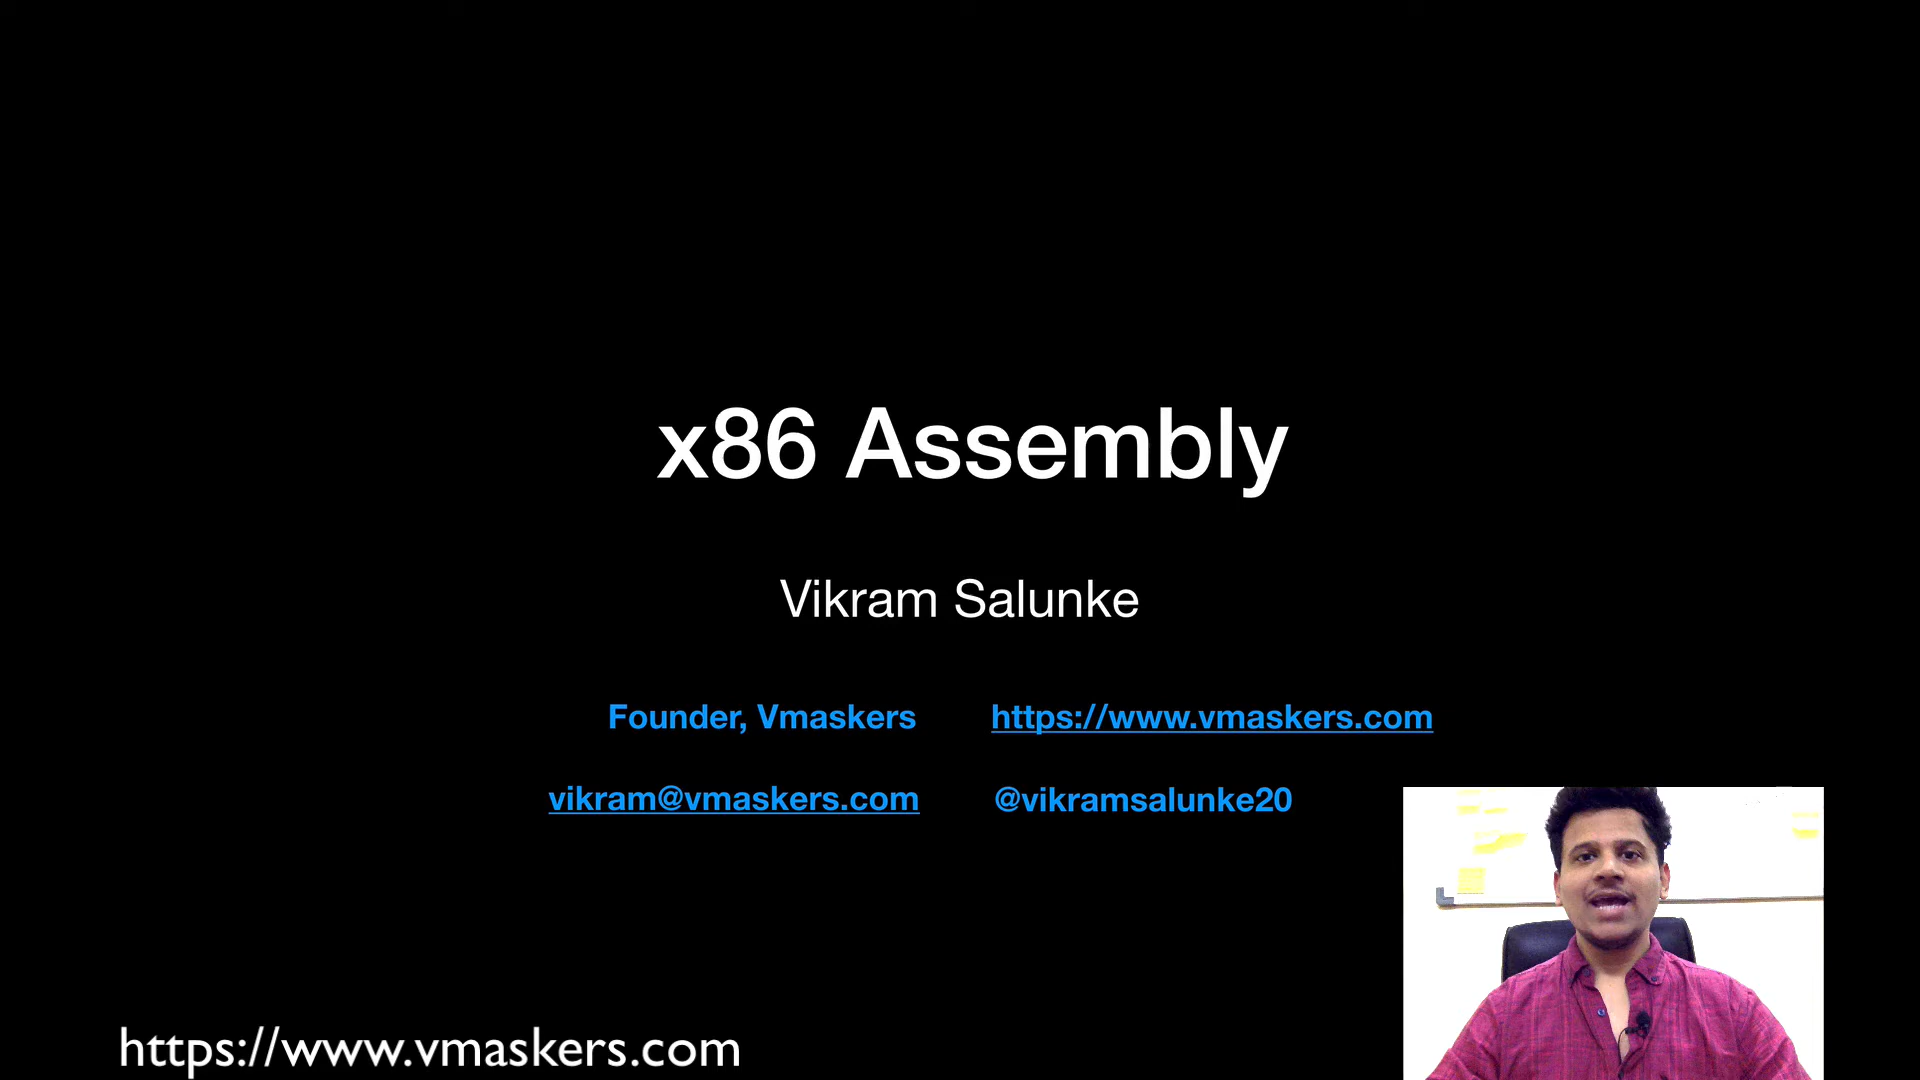 x86 Assembly
Vikram Salunke
Founder, Vmaskers https://www.vmaskers.com
vikram@vmaskers.com @vikramsalunke20
https://www.vmaskers.com